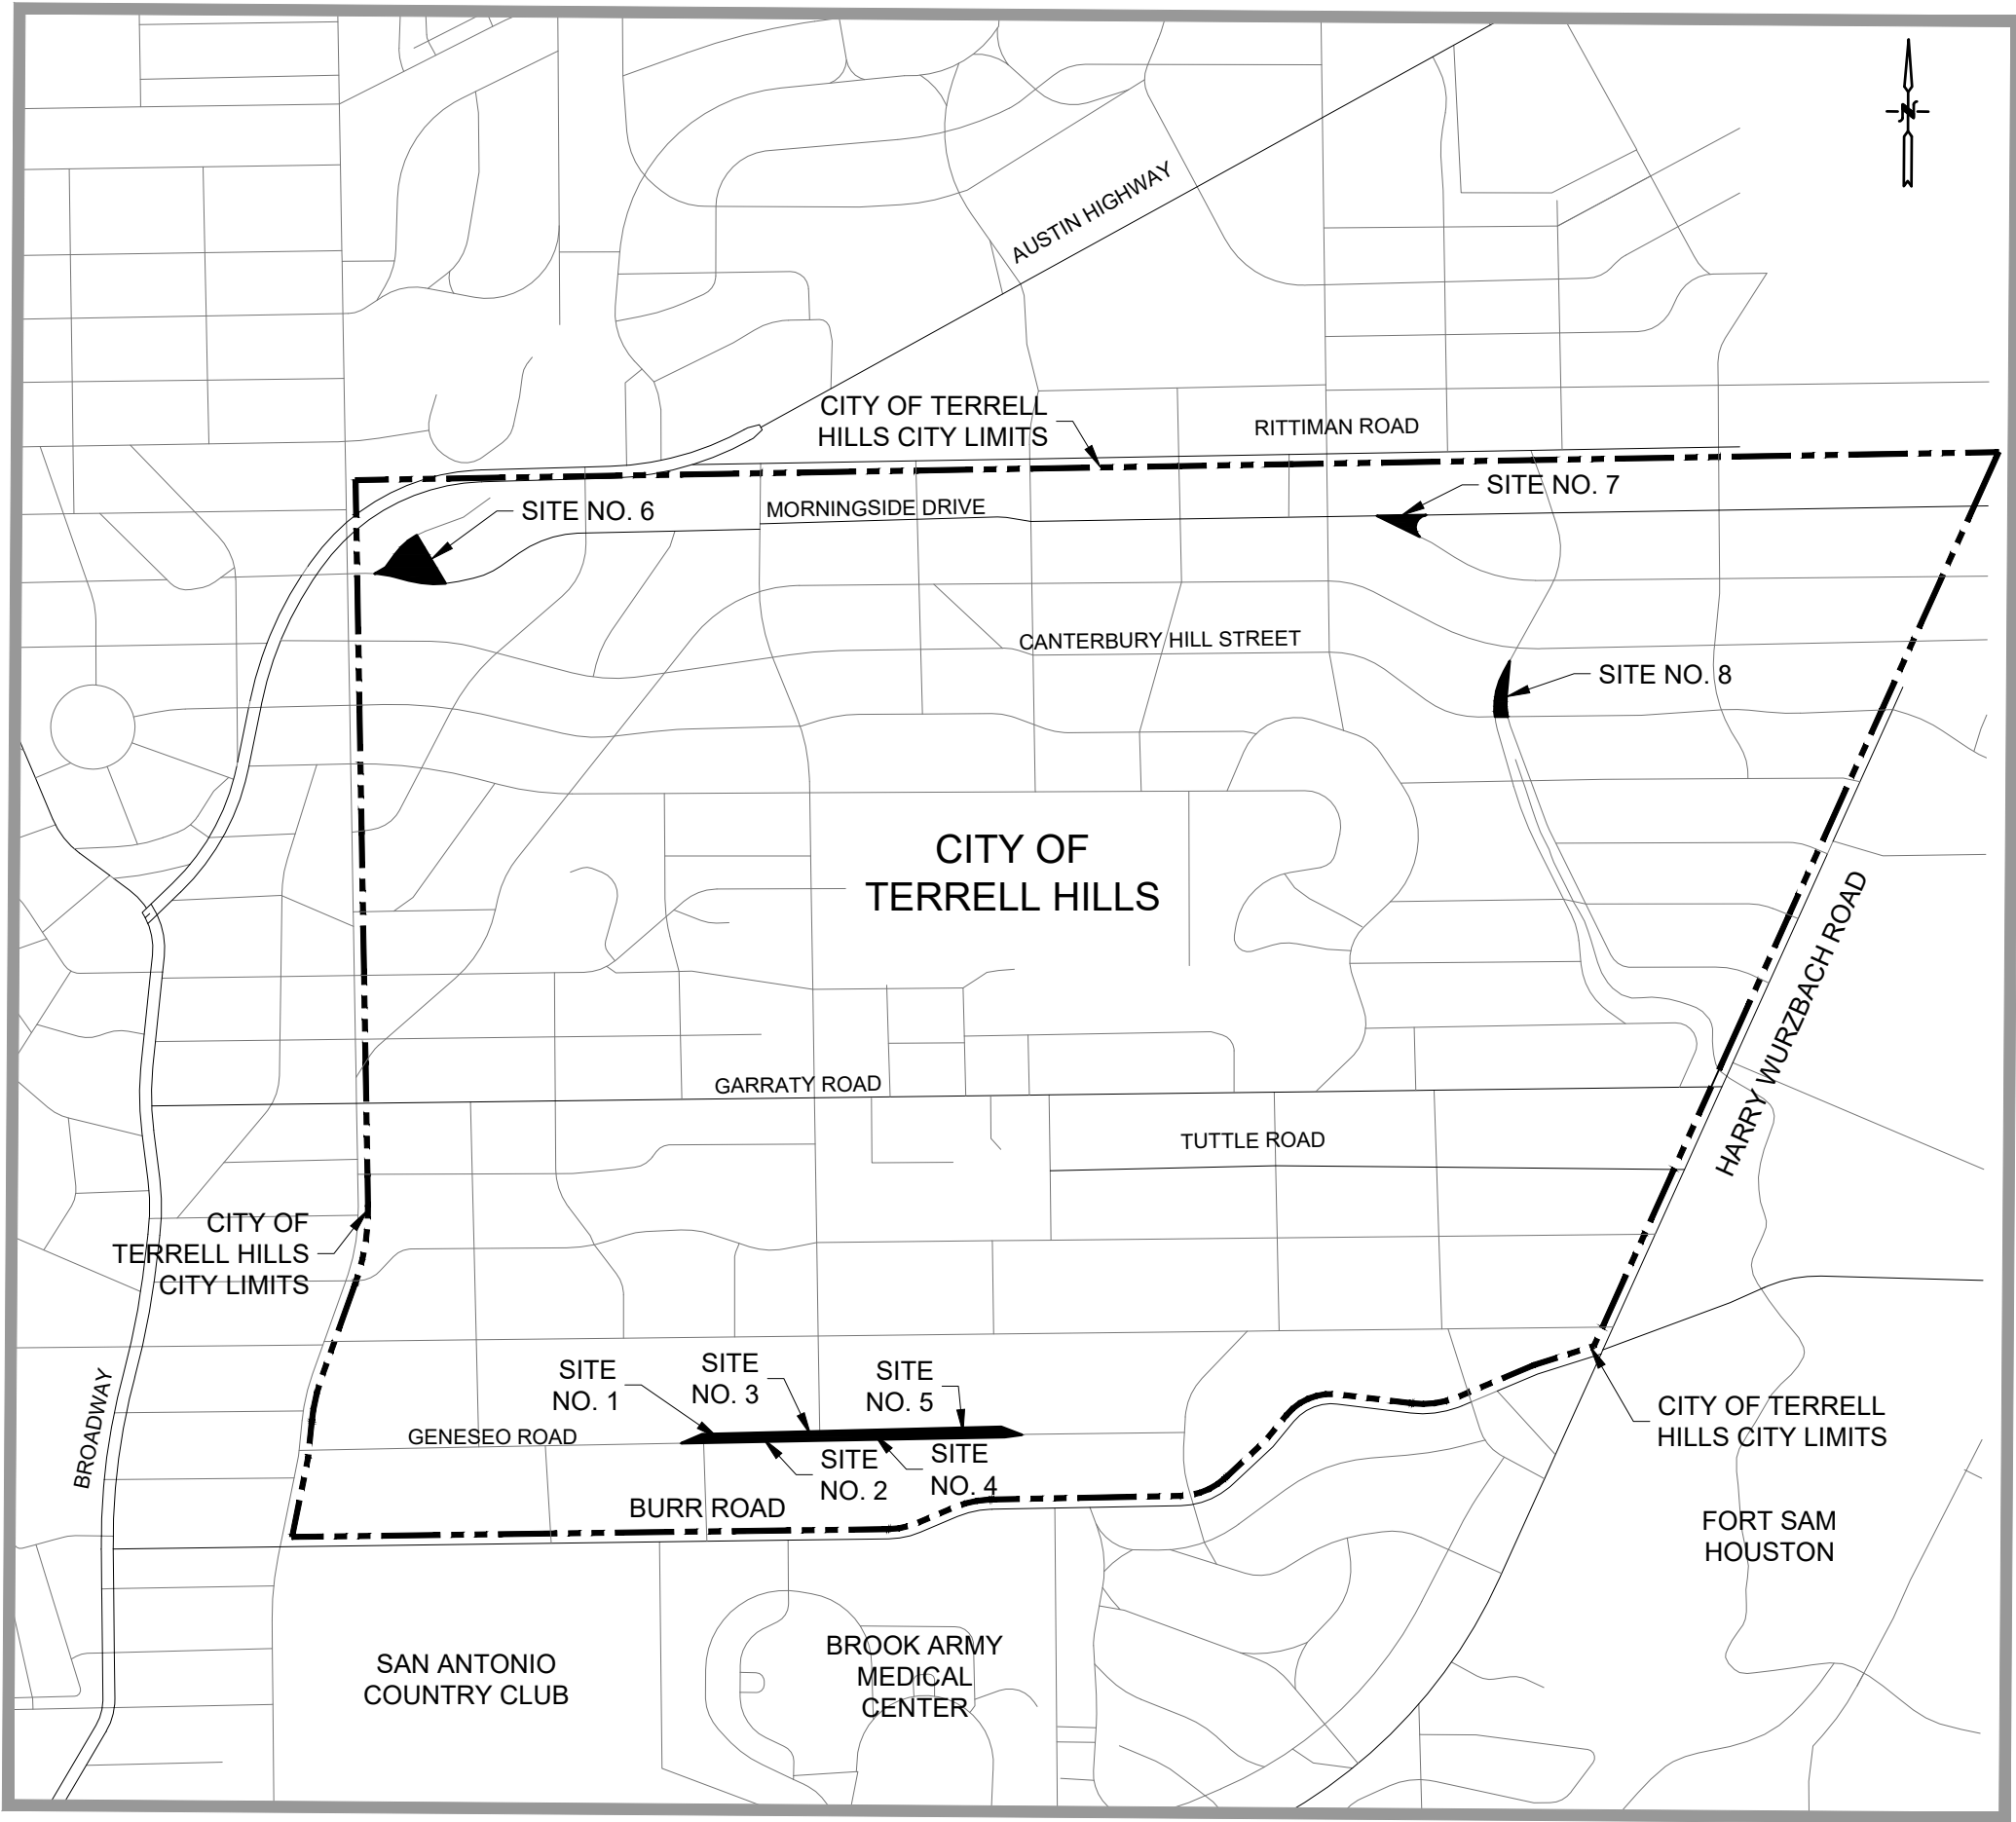 N
AUSTIN HIGHWAY
CITY OF TERRELL
HILLS CITY LIMITS
RITTIMAN ROAD
SITE NO. 7
SITE NO. 6
MORNINGSIDE DRIVE
CANTERBURY HILL STREET
SITE NO. 8
CITY OF
TERRELL HILLS
HARRY WURZBACH ROAD
GARRATY ROAD
TUTTLE ROAD
CITY OF
TERRELL HILLS
CITY LIMITS
BROADWAY
SITE
NO. 1
SITE
NO. 3
SITE
NO. 5
GENESEO ROAD
SITE
NO. 2
SITE
NO. 4
CITY OF TERRELL
HILLS CITY LIMITS
BURR ROAD
FORT SAM
HOUSTON
SAN ANTONIO
COUNTRY CLUB
BROOK ARMY
MEDICAL
CENTER